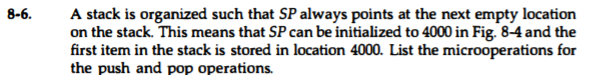 8-6. A stack is organized such that SP always points at the next empty location
on the stack. This means that SP can be initialized to 4000 in Fig. 8-4 and the
first item in the stack is stored in location 4000. List the microoperations for
the push and pop operations.